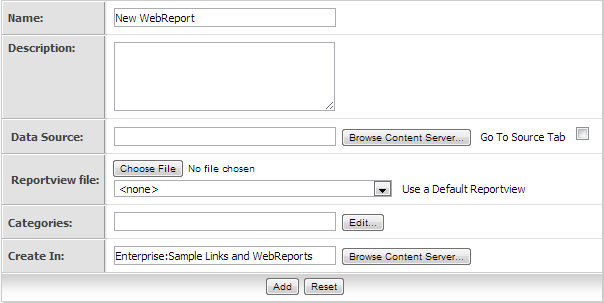 Name: New WebReport
Description:
Data Source: Browse Content Server... Go To Source Tab
Reportview file: Choose File No file chosen
<none> Use a Default Reportview
Categories: Edit...
Create In: Enterprise:Sample Links and WebReports Browse Content Server...
Add Reset